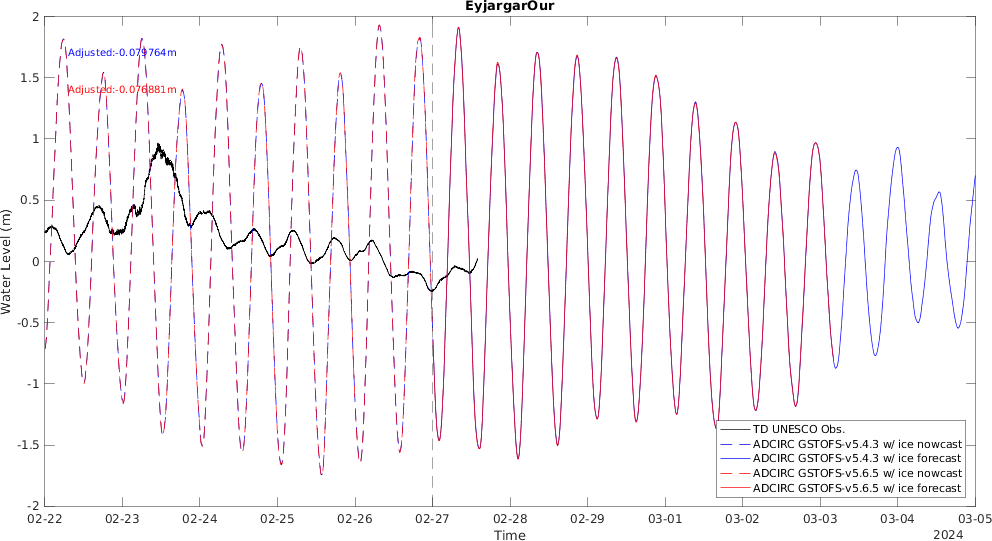 EyjargarOur
2
1.5
1
0.5
0
-0.5
-1
-1.5
-2
Water Level (m)
Adjusted:-0.079764m
Adjusted:-0.076881m
TD UNESCO Obs.
ADCIRC GSTOFS-v5.4.3 w/ ice nowcast
ADCIRC GSTOFS-v5.4.3 w/ ice forecast
ADCIRC GSTOFS-v5.6.5 w/ ice nowcast
ADCIRC GSTOFS-v5.6.5 w/ ice forecast
02-22 02-23 02-24 02-25 02-26 02-27 02-28 02-29 03-01 03-02 03-03 03-04 03-05
Time
2024